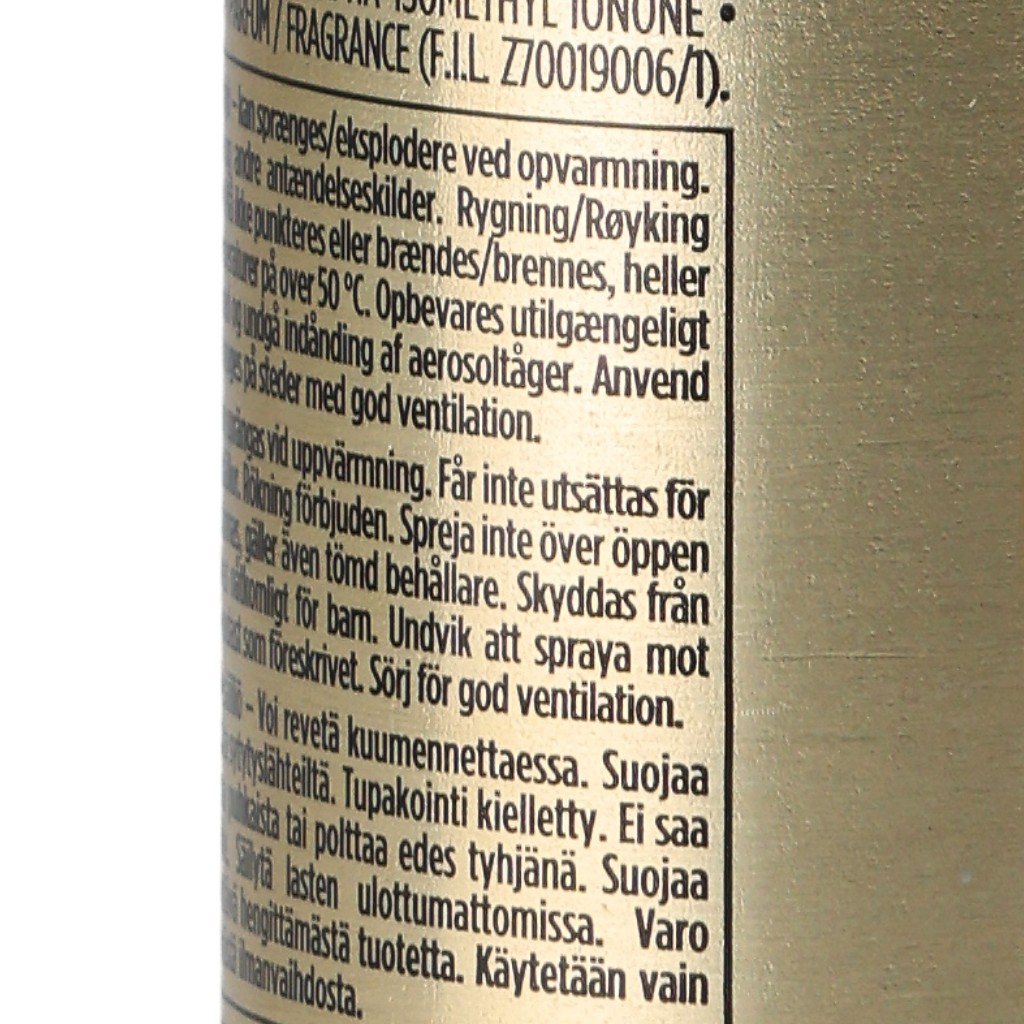 ISOMETHYL IONONE •
/ FRAGRANCE (F.I.L. Z70019006/1).
– kan sprænges/eksplodere ved opvarmning.
andre antændelseskilder. Rygning/Røyking
ikke punkteres eller brændes/brennes, heller
på over 50 °C. Opbevares utilgængeligt
og undgå indånding af aerosoltåger. Anvend
på steder med god ventilation.
vid uppvärmning. Får inte utsättas för
Rökning förbjuden. Spreja inte över öppen
gäller även tömd behållare. Skyddas från
för barn. Undvik att spraya mot
som föreskrivet. Sörj för god ventilation.
– Voi revetä kuumennettaessa. Suojaa
Tupakointi kielletty. Ei saa
tai polttaa edes tyhjänä. Suojaa
Säilytä lasten ulottumattomissa. Varo
hengittämästä tuotetta. Käytetään vain
ilmanvaihdosta.